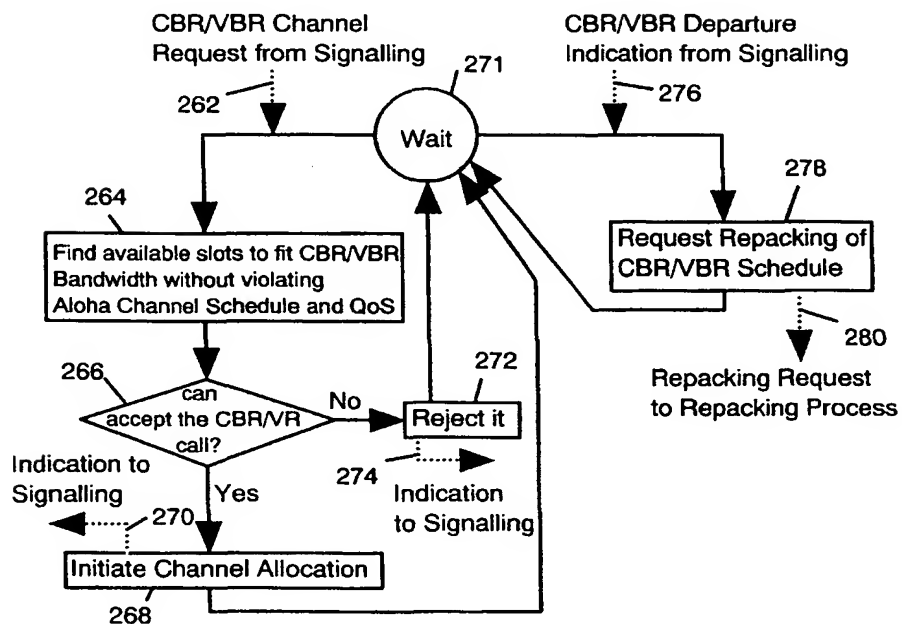 CBR/VBR Channel
Request from Signalling
262
271
Wait
CBR/VBR Departure
Indication from Signalling
276
264
Find available slots to fit CBR/VBR
Bandwidth without violating
Aloha Channel Schedule and QoS
278
Request Repacking of
CBR/VBR Schedule
280
Repacking Request
to Repacking Process
266
can
accept the CBR/VR
call?
No
272
Reject it
274
Indication
to Signalling
Indication to
Signalling
270
Yes
Initiate Channel Allocation
268